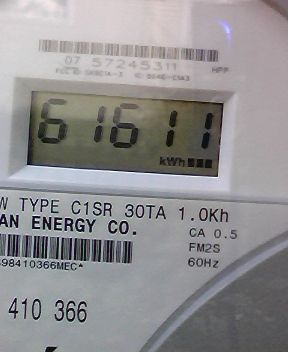 07 57245311
HPP
61611
kWh
W TYPE C1SR 30TA 1.0Kh
AN ENERGY CO.
CA 0.5
FM2S
98410366MEC*
60Hz
410 366